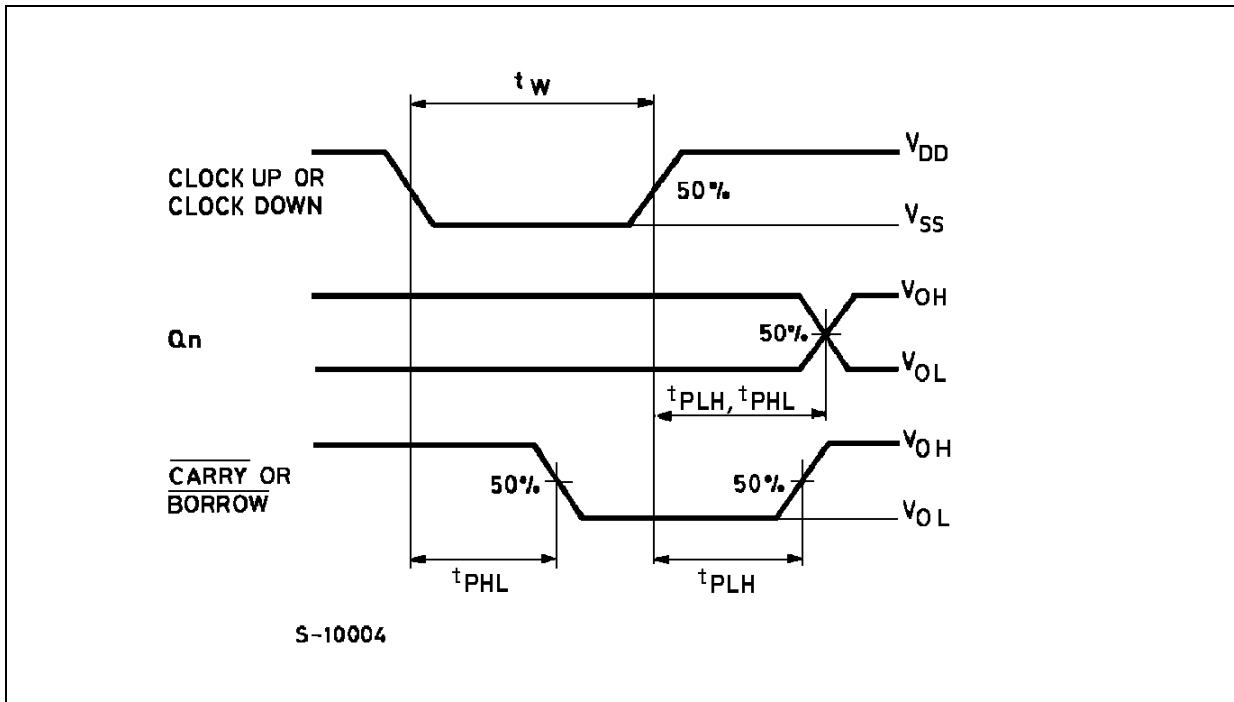 tW
CLOCK UP OR
CLOCK DOWN
50%
VDD
VSS
Qn
50%
VOH
VOL
tPLH, tPHL
CARRY OR
BORROW
50%
50%
VOH
VOL
tPHL
tPLH
S-10004